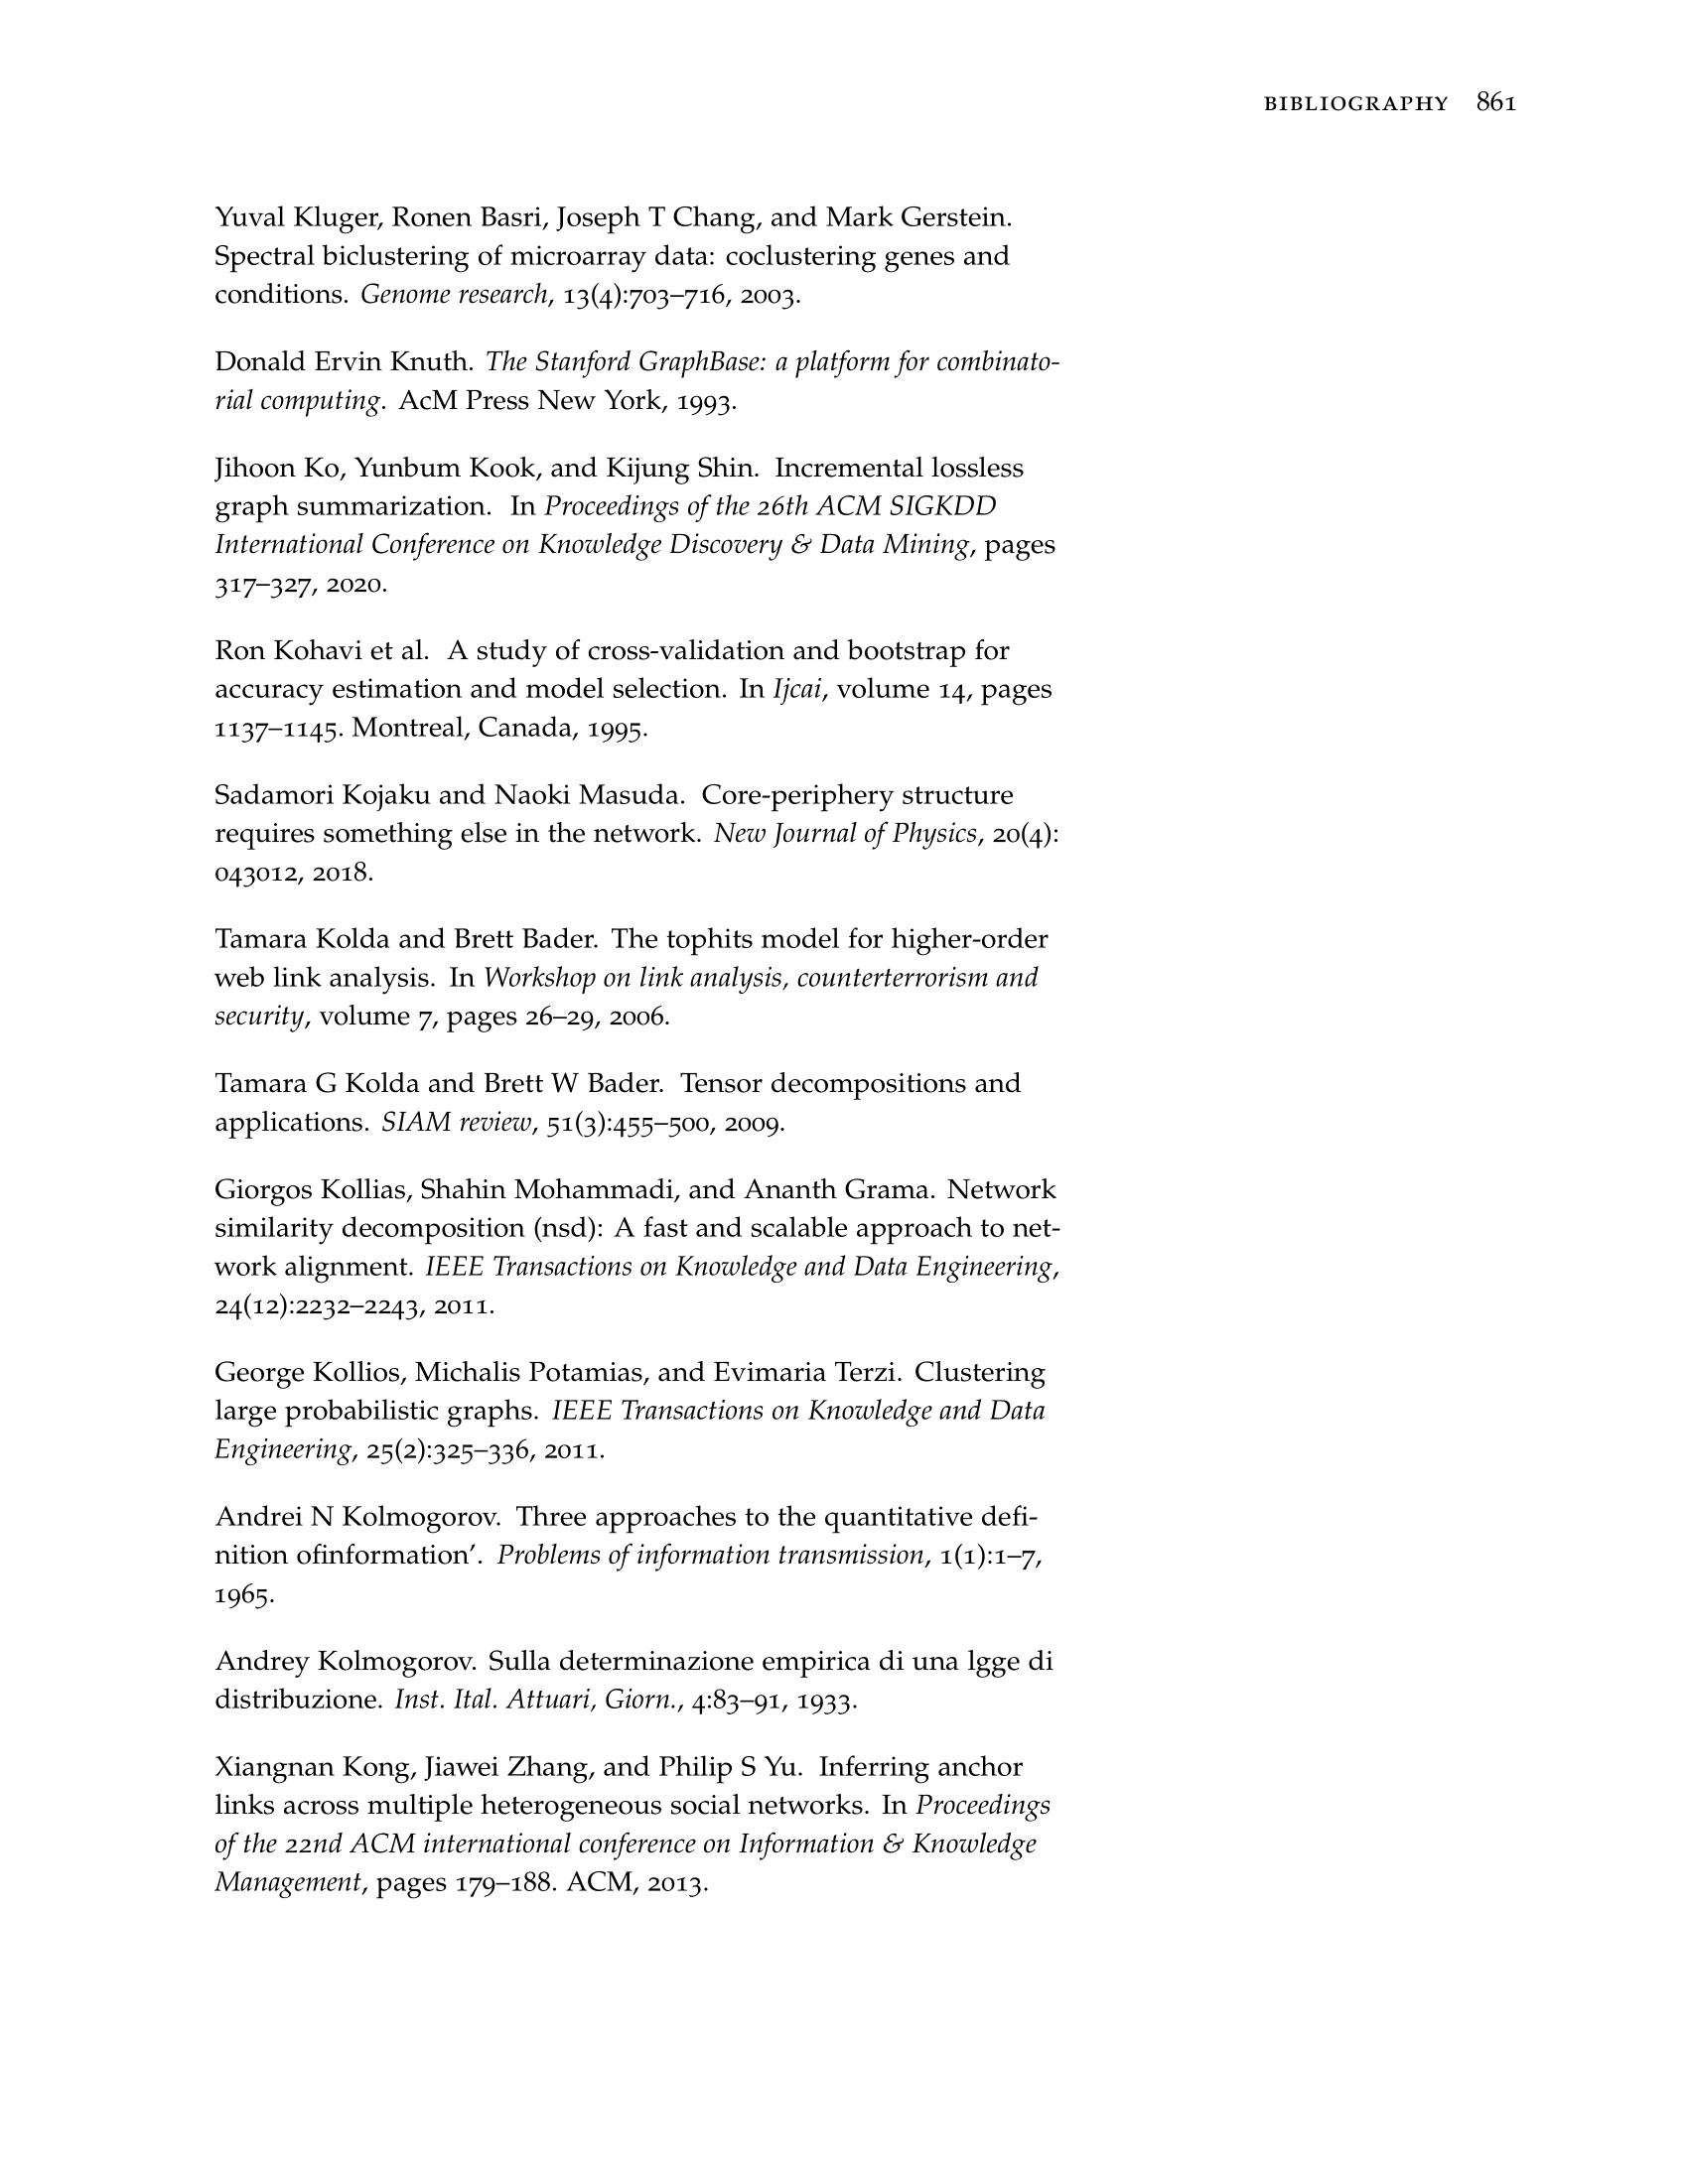 BIBLIOGRAPHY 861
Yuval Kluger, Ronen Basri, Joseph T Chang, and Mark Gerstein.
Spectral biclustering of microarray data: coclustering genes and
conditions. Genome research, 13(4):703–716, 2003.
Donald Ervin Knuth. The Stanford GraphBase: a platform for combinato-
rial computing. AcM Press New York, 1993.
Jihoon Ko, Yunbum Kook, and Kijung Shin. Incremental lossless
graph summarization. In Proceedings of the 26th ACM SIGKDD
International Conference on Knowledge Discovery & Data Mining, pages
317–327, 2020.
Ron Kohavi et al. A study of cross-validation and bootstrap for
accuracy estimation and model selection. In Ijcai, volume 14, pages
1137–1145. Montreal, Canada, 1995.
Sadamori Kojaku and Naoki Masuda. Core-periphery structure
requires something else in the network. New Journal of Physics, 20(4):
043012, 2018.
Tamara Kolda and Brett Bader. The tophits model for higher-order
web link analysis. In Workshop on link analysis, counterterrorism and
security, volume 7, pages 26–29, 2006.
Tamara G Kolda and Brett W Bader. Tensor decompositions and
applications. SIAM review, 51(3):455–500, 2009.
Giorgos Kollias, Shahin Mohammadi, and Ananth Grama. Network
similarity decomposition (nsd): A fast and scalable approach to net-
work alignment. IEEE Transactions on Knowledge and Data Engineering,
24(12):2232–2243, 2011.
George Kollios, Michalis Potamias, and Evimaria Terzi. Clustering
large probabilistic graphs. IEEE Transactions on Knowledge and Data
Engineering, 25(2):325–336, 2011.
Andrei N Kolmogorov. Three approaches to the quantitative defi-
nition ofinformation’. Problems of information transmission, 1(1):1–7,
1965.
Andrey Kolmogorov. Sulla determinazione empirica di una lgge di
distribuzione. Inst. Ital. Attuari, Giorn., 4:83–91, 1933.
Xiangnan Kong, Jiawei Zhang, and Philip S Yu. Inferring anchor
links across multiple heterogeneous social networks. In Proceedings
of the 22nd ACM international conference on Information & Knowledge
Management, pages 179–188. ACM, 2013.